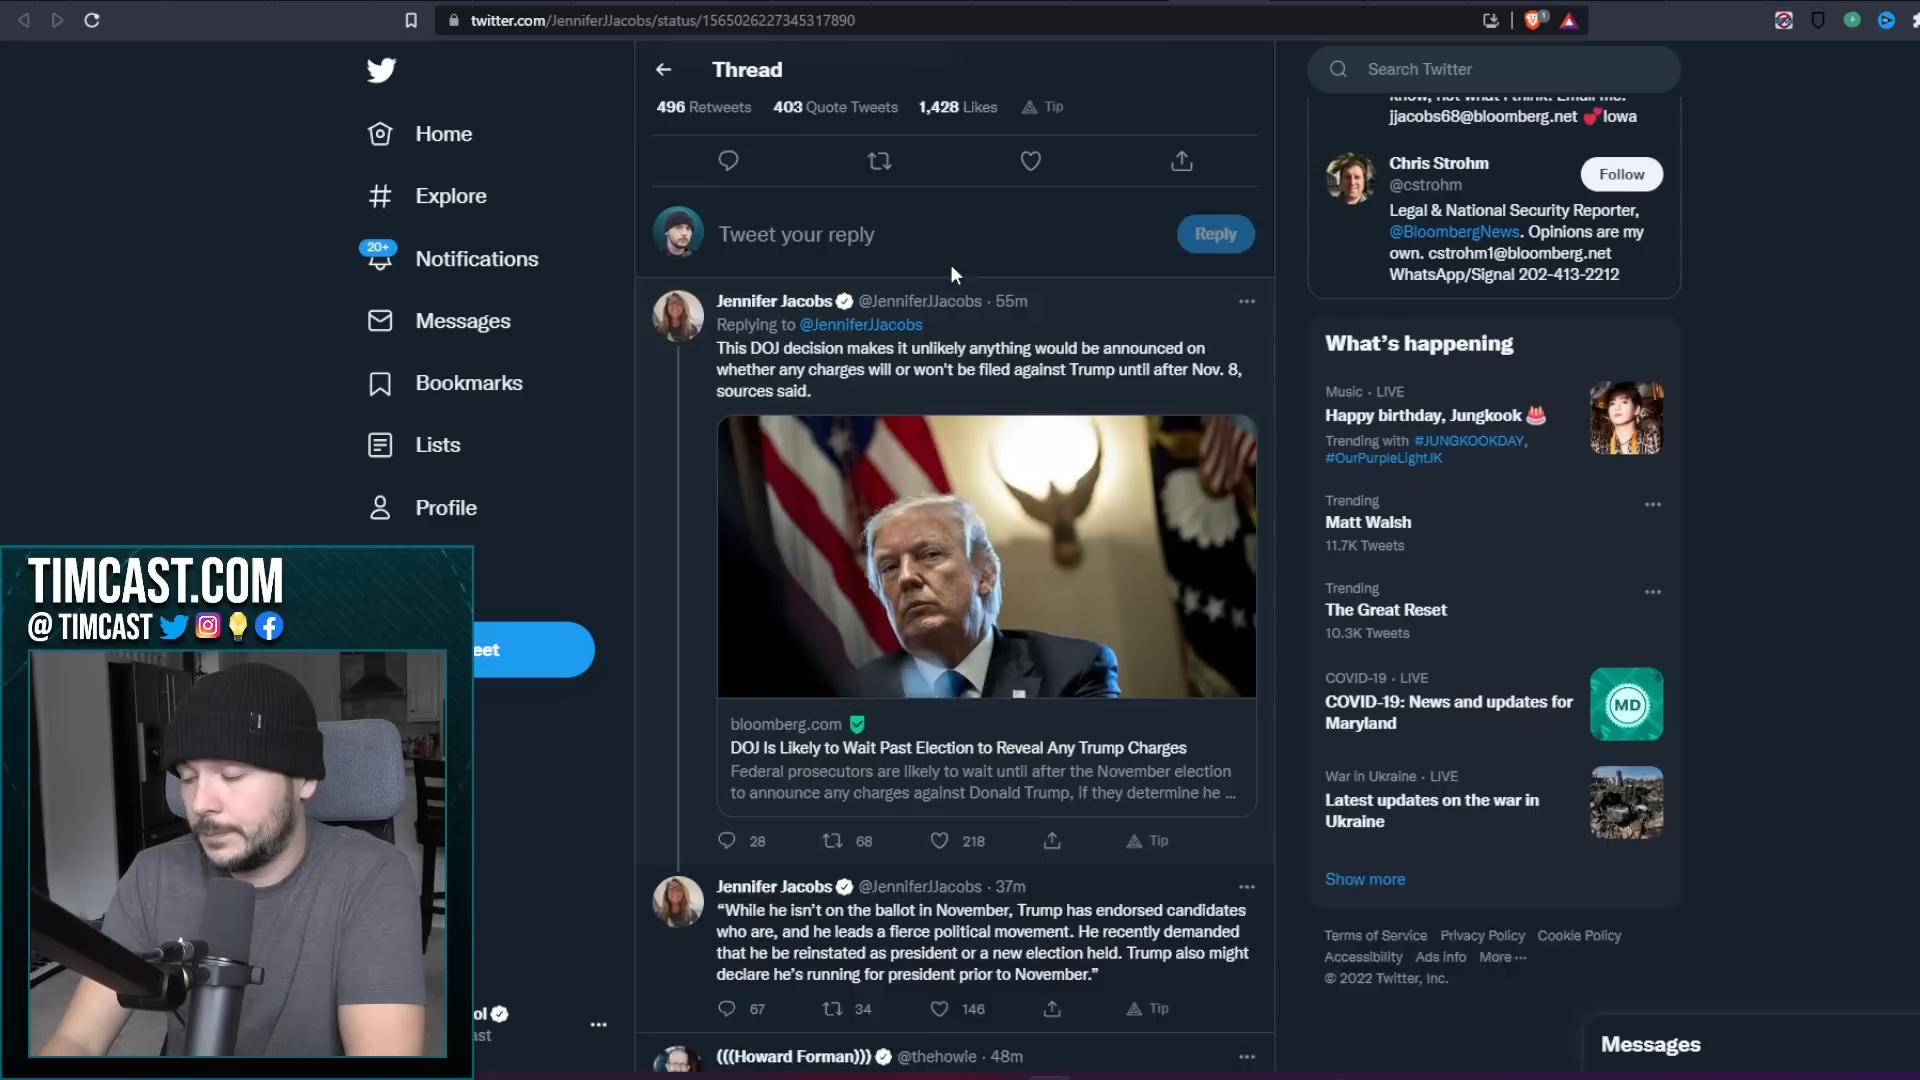 twitter.com/JenniferJJacobs/status/1565026227345317890
1
Home
Explore
20+
Notifications
Messages
Bookmarks
Lists
Profile
eet
TIMCAST.COM
@ TIMCAST
ol
ast
Thread
496 Retweets 403 Quote Tweets 1,428 Likes Tip
Tweet your reply
Reply
Jennifer Jacobs @JenniferJJacobs · 55m
Replying to @JenniferJJacobs
This DOJ decision makes it unlikely anything would be announced on
whether any charges will or won't be filed against Trump until after Nov. 8,
sources said.
bloomberg.com
DOJ Is Likely to Wait Past Election to Reveal Any Trump Charges
Federal prosecutors are likely to wait until after the November election
to announce any charges against Donald Trump, if they determine he ...
28 68 218 Tip
Jennifer Jacobs @JenniferJJacobs · 37m
“While he isn’t on the ballot in November, Trump has endorsed candidates
who are, and he leads a fierce political movement. He recently demanded
that he be reinstated as president or a new election held. Trump also might
declare he’s running for president prior to November.”
67 34 146 Tip
(((Howard Forman))) @thehowie · 48m
Search Twitter
know, not what I think. Email me:
jjacobs68@bloomberg.net 💕Iowa
Chris Strohm
@cstrohm
Follow
Legal & National Security Reporter,
@BloombergNews. Opinions are my
own. cstrohm1@bloomberg.net
WhatsApp/Signal 202-413-2212
What’s happening
Music · LIVE
Happy birthday, Jungkook 🎂
Trending with #JUNGKOOKDAY,
#OurPurpleLightJK
Trending
Matt Walsh
11.7K Tweets
Trending
The Great Reset
10.3K Tweets
COVID-19 · LIVE
COVID-19: News and updates for
Maryland
MD
War in Ukraine · LIVE
Latest updates on the war in
Ukraine
Show more
Terms of Service Privacy Policy Cookie Policy
Accessibility Ads info More ···
© 2022 Twitter, Inc.
Messages